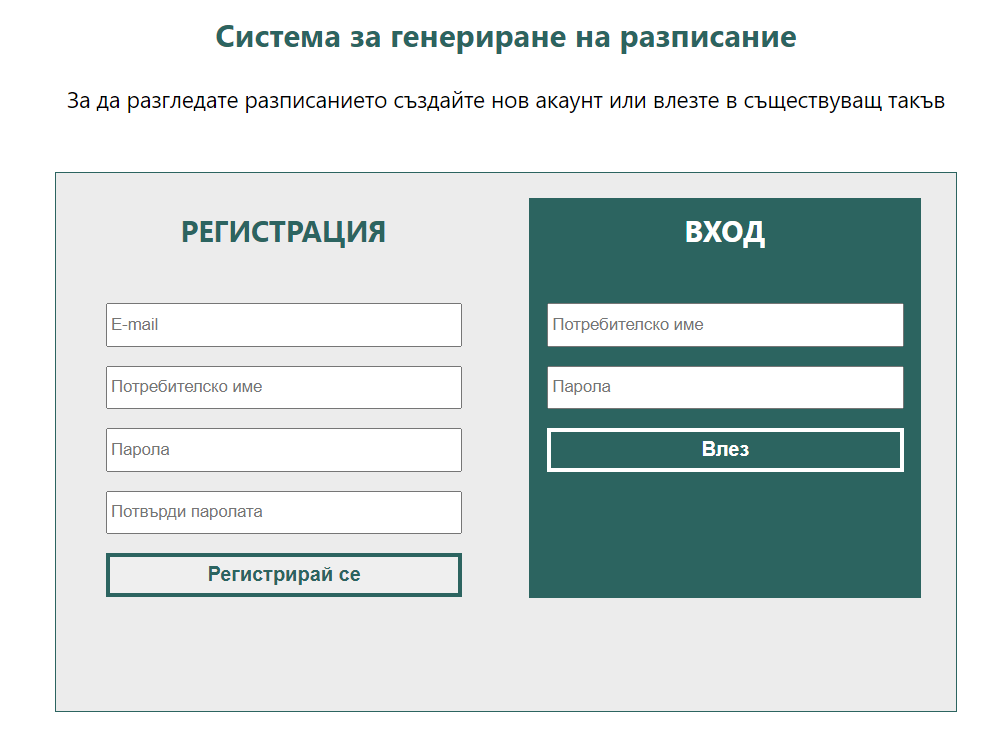 Система за генериране на разписание
За да разгледате разписанието създайте нов акаунт или влезте в съществуващ такъв
РЕГИСТРАЦИЯ
E-mail
Потребителско име
Парола
Потвърди паролата
Регистрирай се
ВХОД
Потребителско име
Парола
Влез